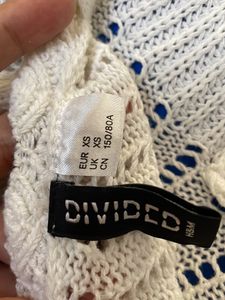 EUR XS
UK XS
CN 150/80A
DIVIDED
H&M